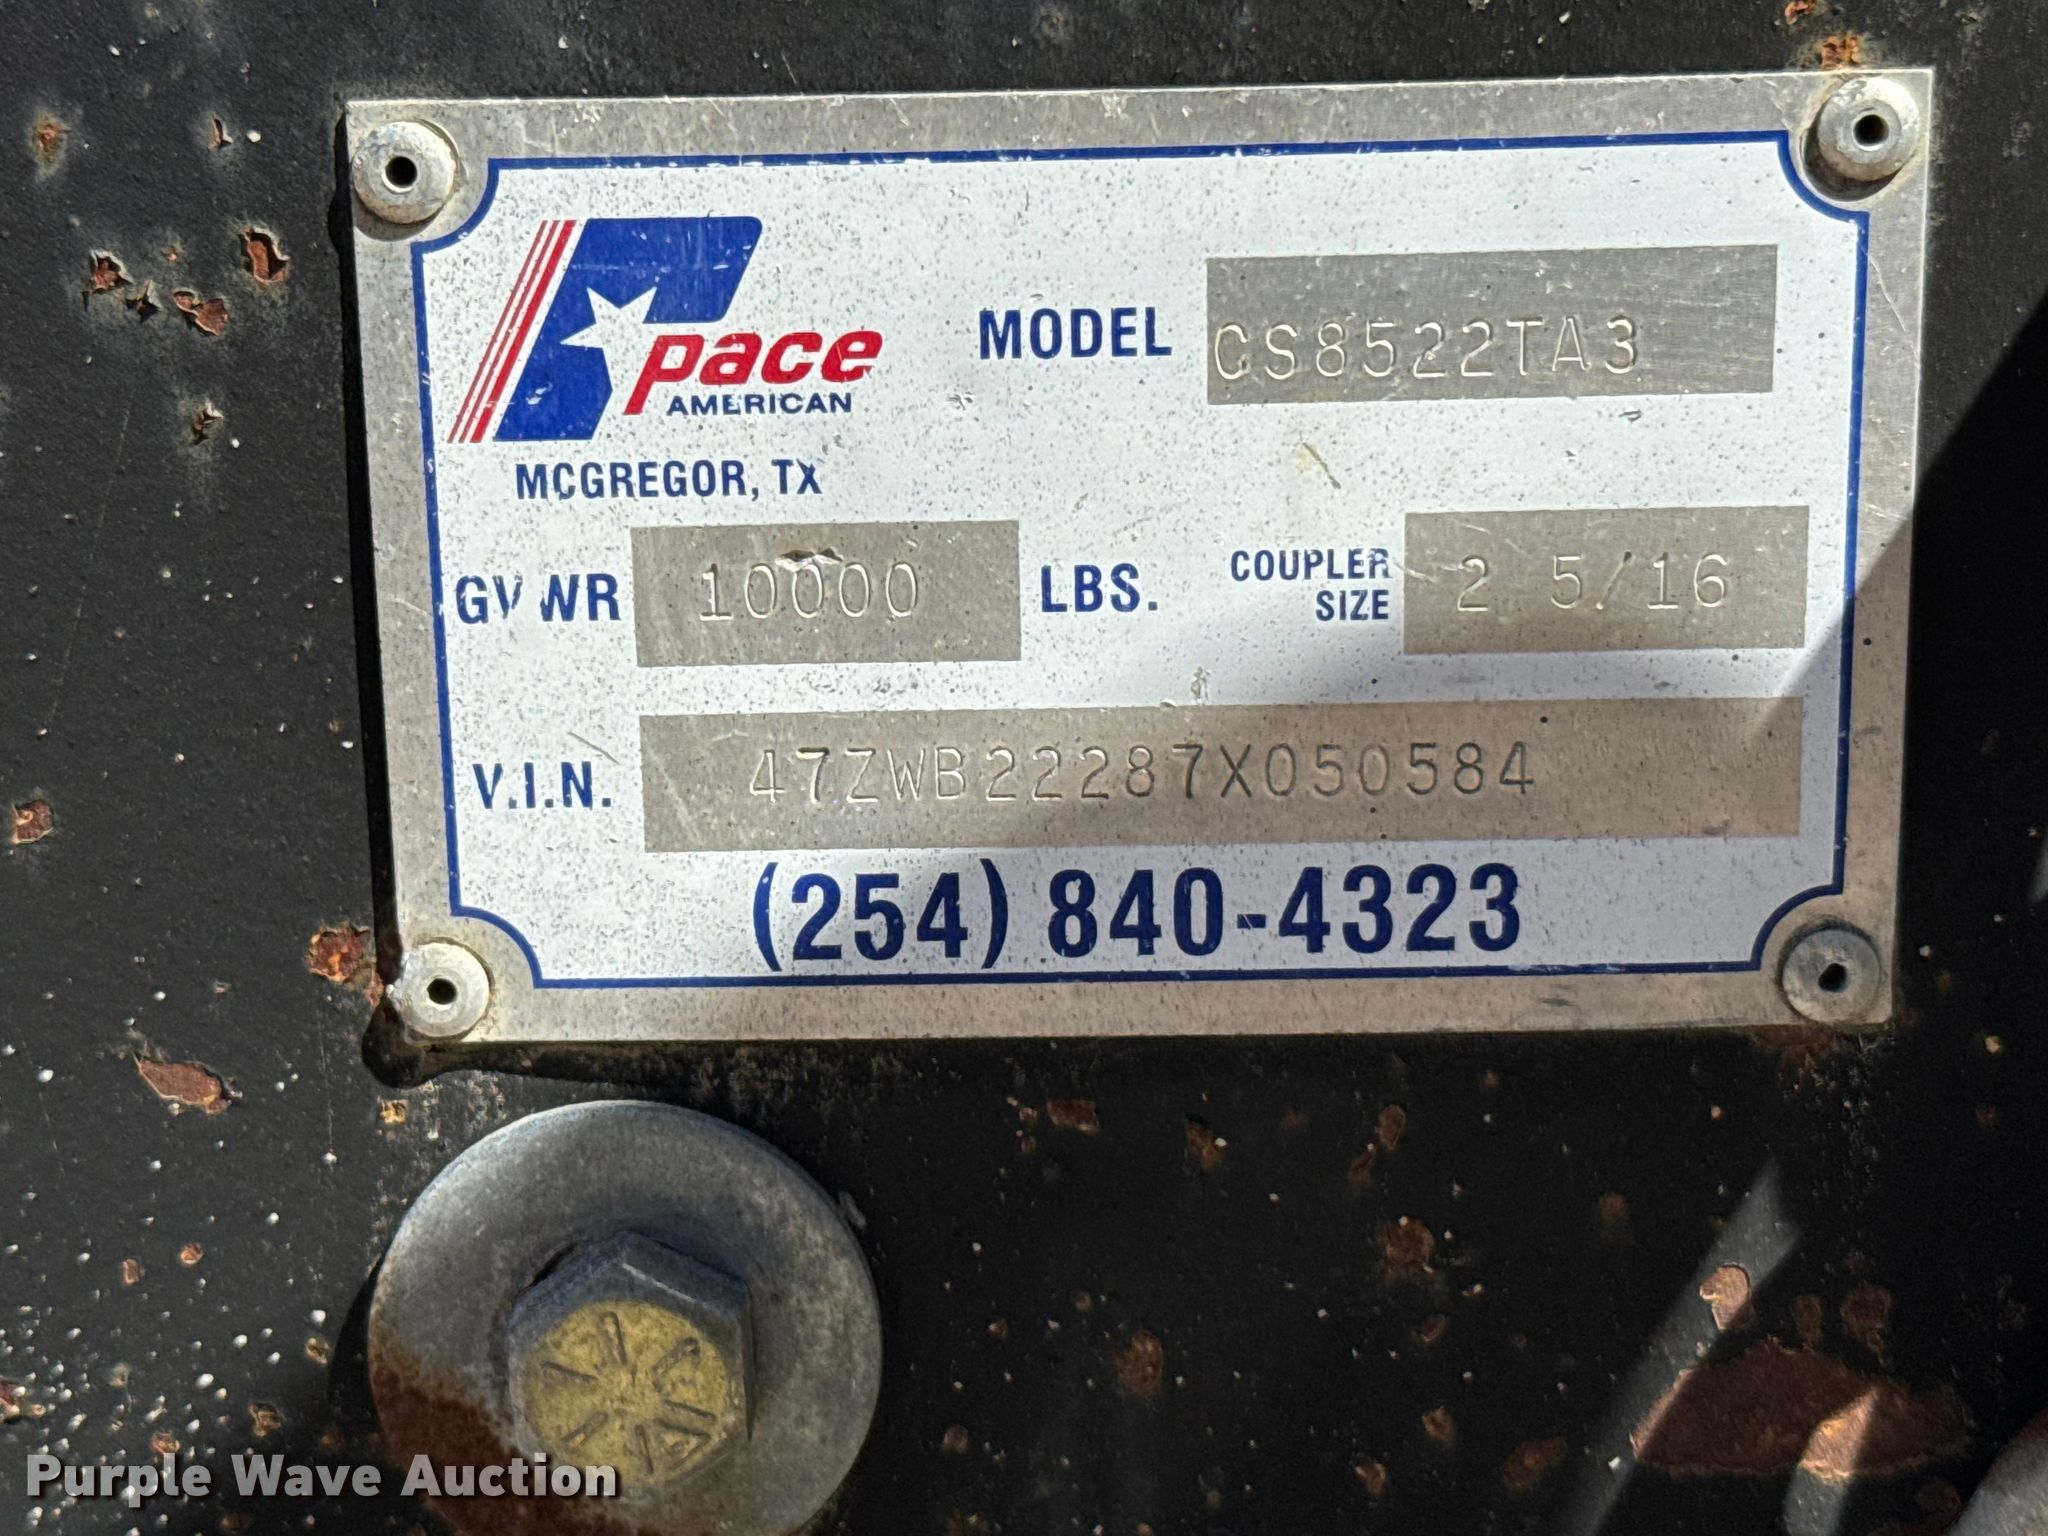 pace
AMERICAN
MCGREGOR, TX
MODEL CS8522TA3
GVWR 10000 LBS.
COUPLER SIZE 2 5/16
V.I.N. 47ZWB22287X050584
(254) 840-4323
Purple Wave Auction